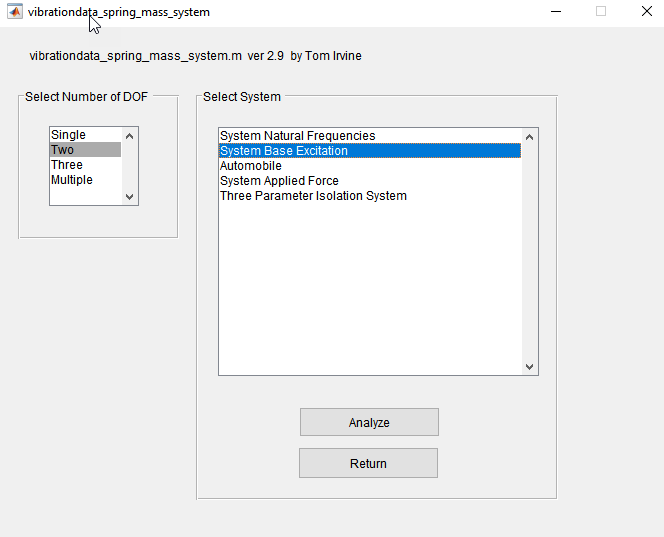 vibrationdata_spring_mass_system
vibrationdata_spring_mass_system.m ver 2.9 by Tom Irvine
Select Number of DOF
Single
Two
Three
Multiple
Select System
System Natural Frequencies
System Base Excitation
Automobile
System Applied Force
Three Parameter Isolation System
Analyze
Return